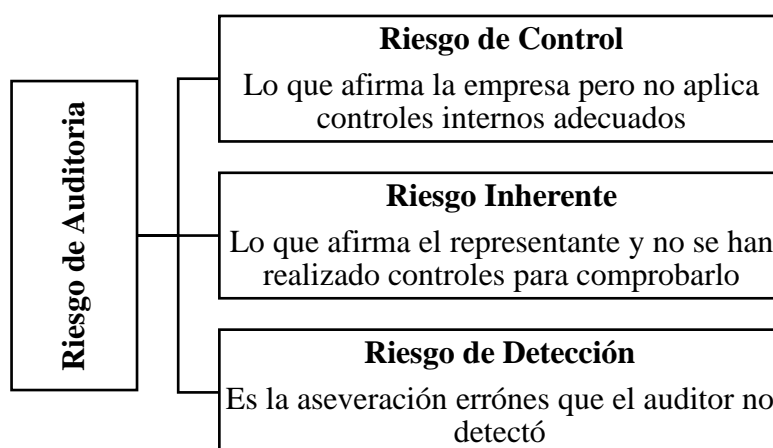 Riesgo de Auditoria
Riesgo de Control
Lo que afirma la empresa pero no aplica
controles internos adecuados
Riesgo Inherente
Lo que afirma el representante y no se han
realizado controles para comprobarlo
Riesgo de Detección
Es la aseveración errónes que el auditor no
detectó